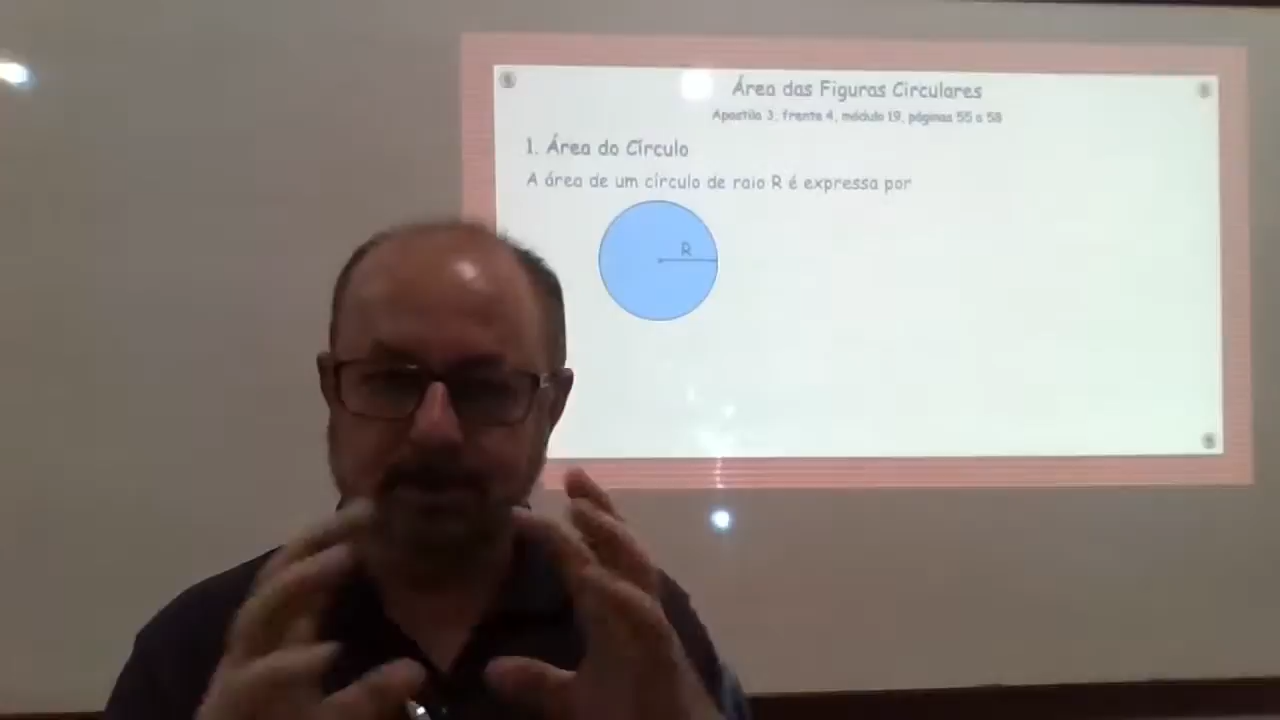 Área das Figuras Circulares
Apostila 3, frente 4, módulo 19, páginas 55 a 58
1. Área do Círculo
A área de um círculo de raio R é expressa por
R